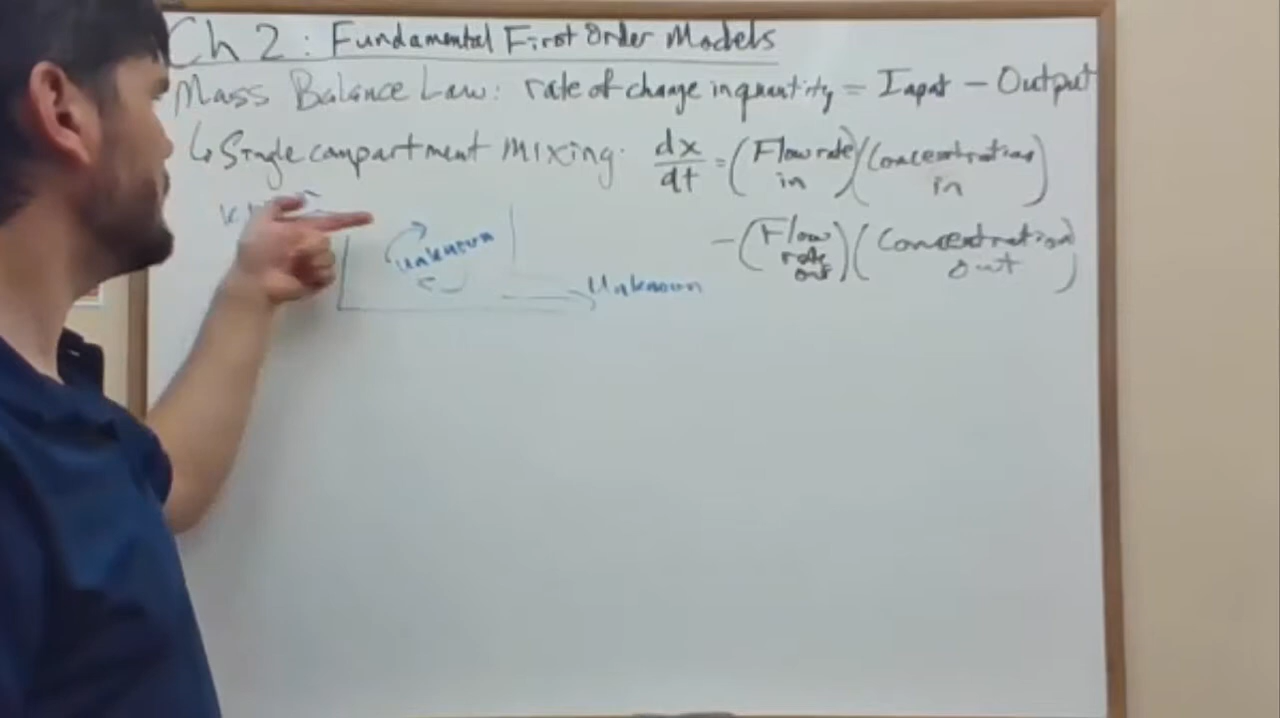 Ch 2: Fundamental First Order Models
Mass Balance Law: rate of change in quantity = Input - Output
↳ Single compartment mixing. dx/dt = (Flow rate in)(Concentration in)
- (Flow rate out)(Concentration out)
unknown
Unknown